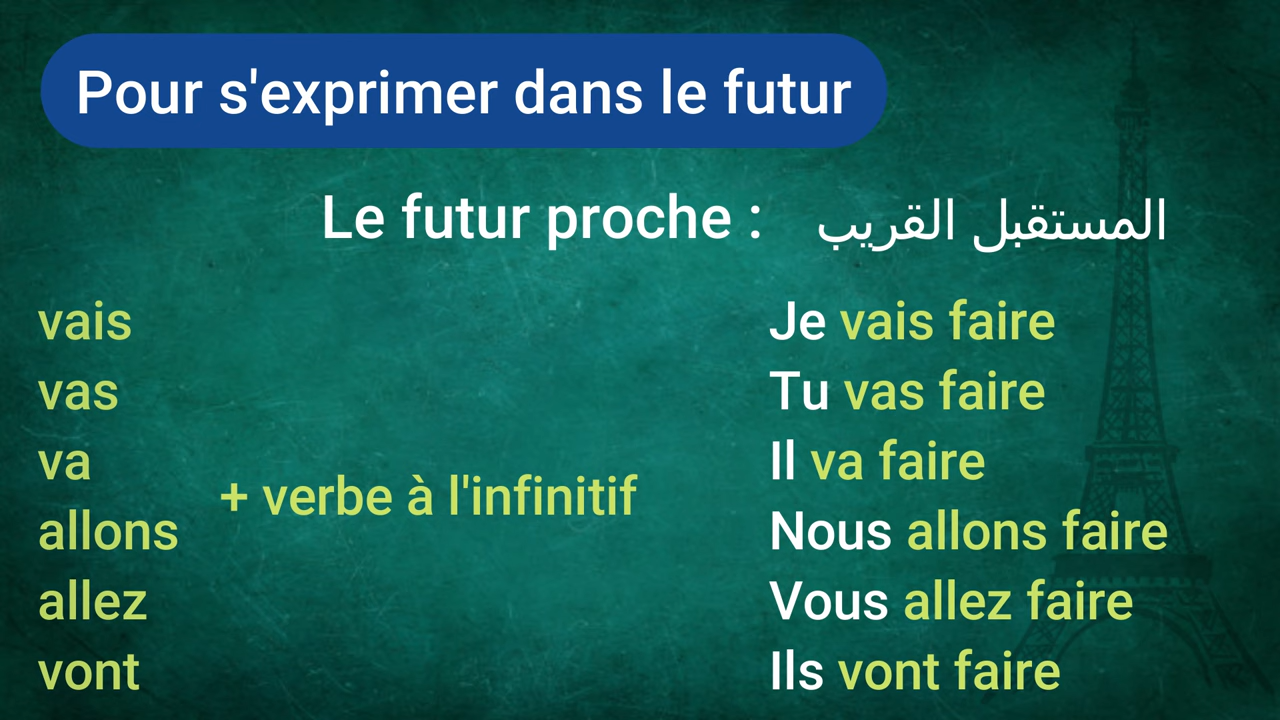 Pour s'exprimer dans le futur
Le futur proche : المستقبل القريب
vais
vas
va
allons
allez
vont
+ verbe à l'infinitif
Je vais faire
Tu vas faire
Il va faire
Nous allons faire
Vous allez faire
Ils vont faire